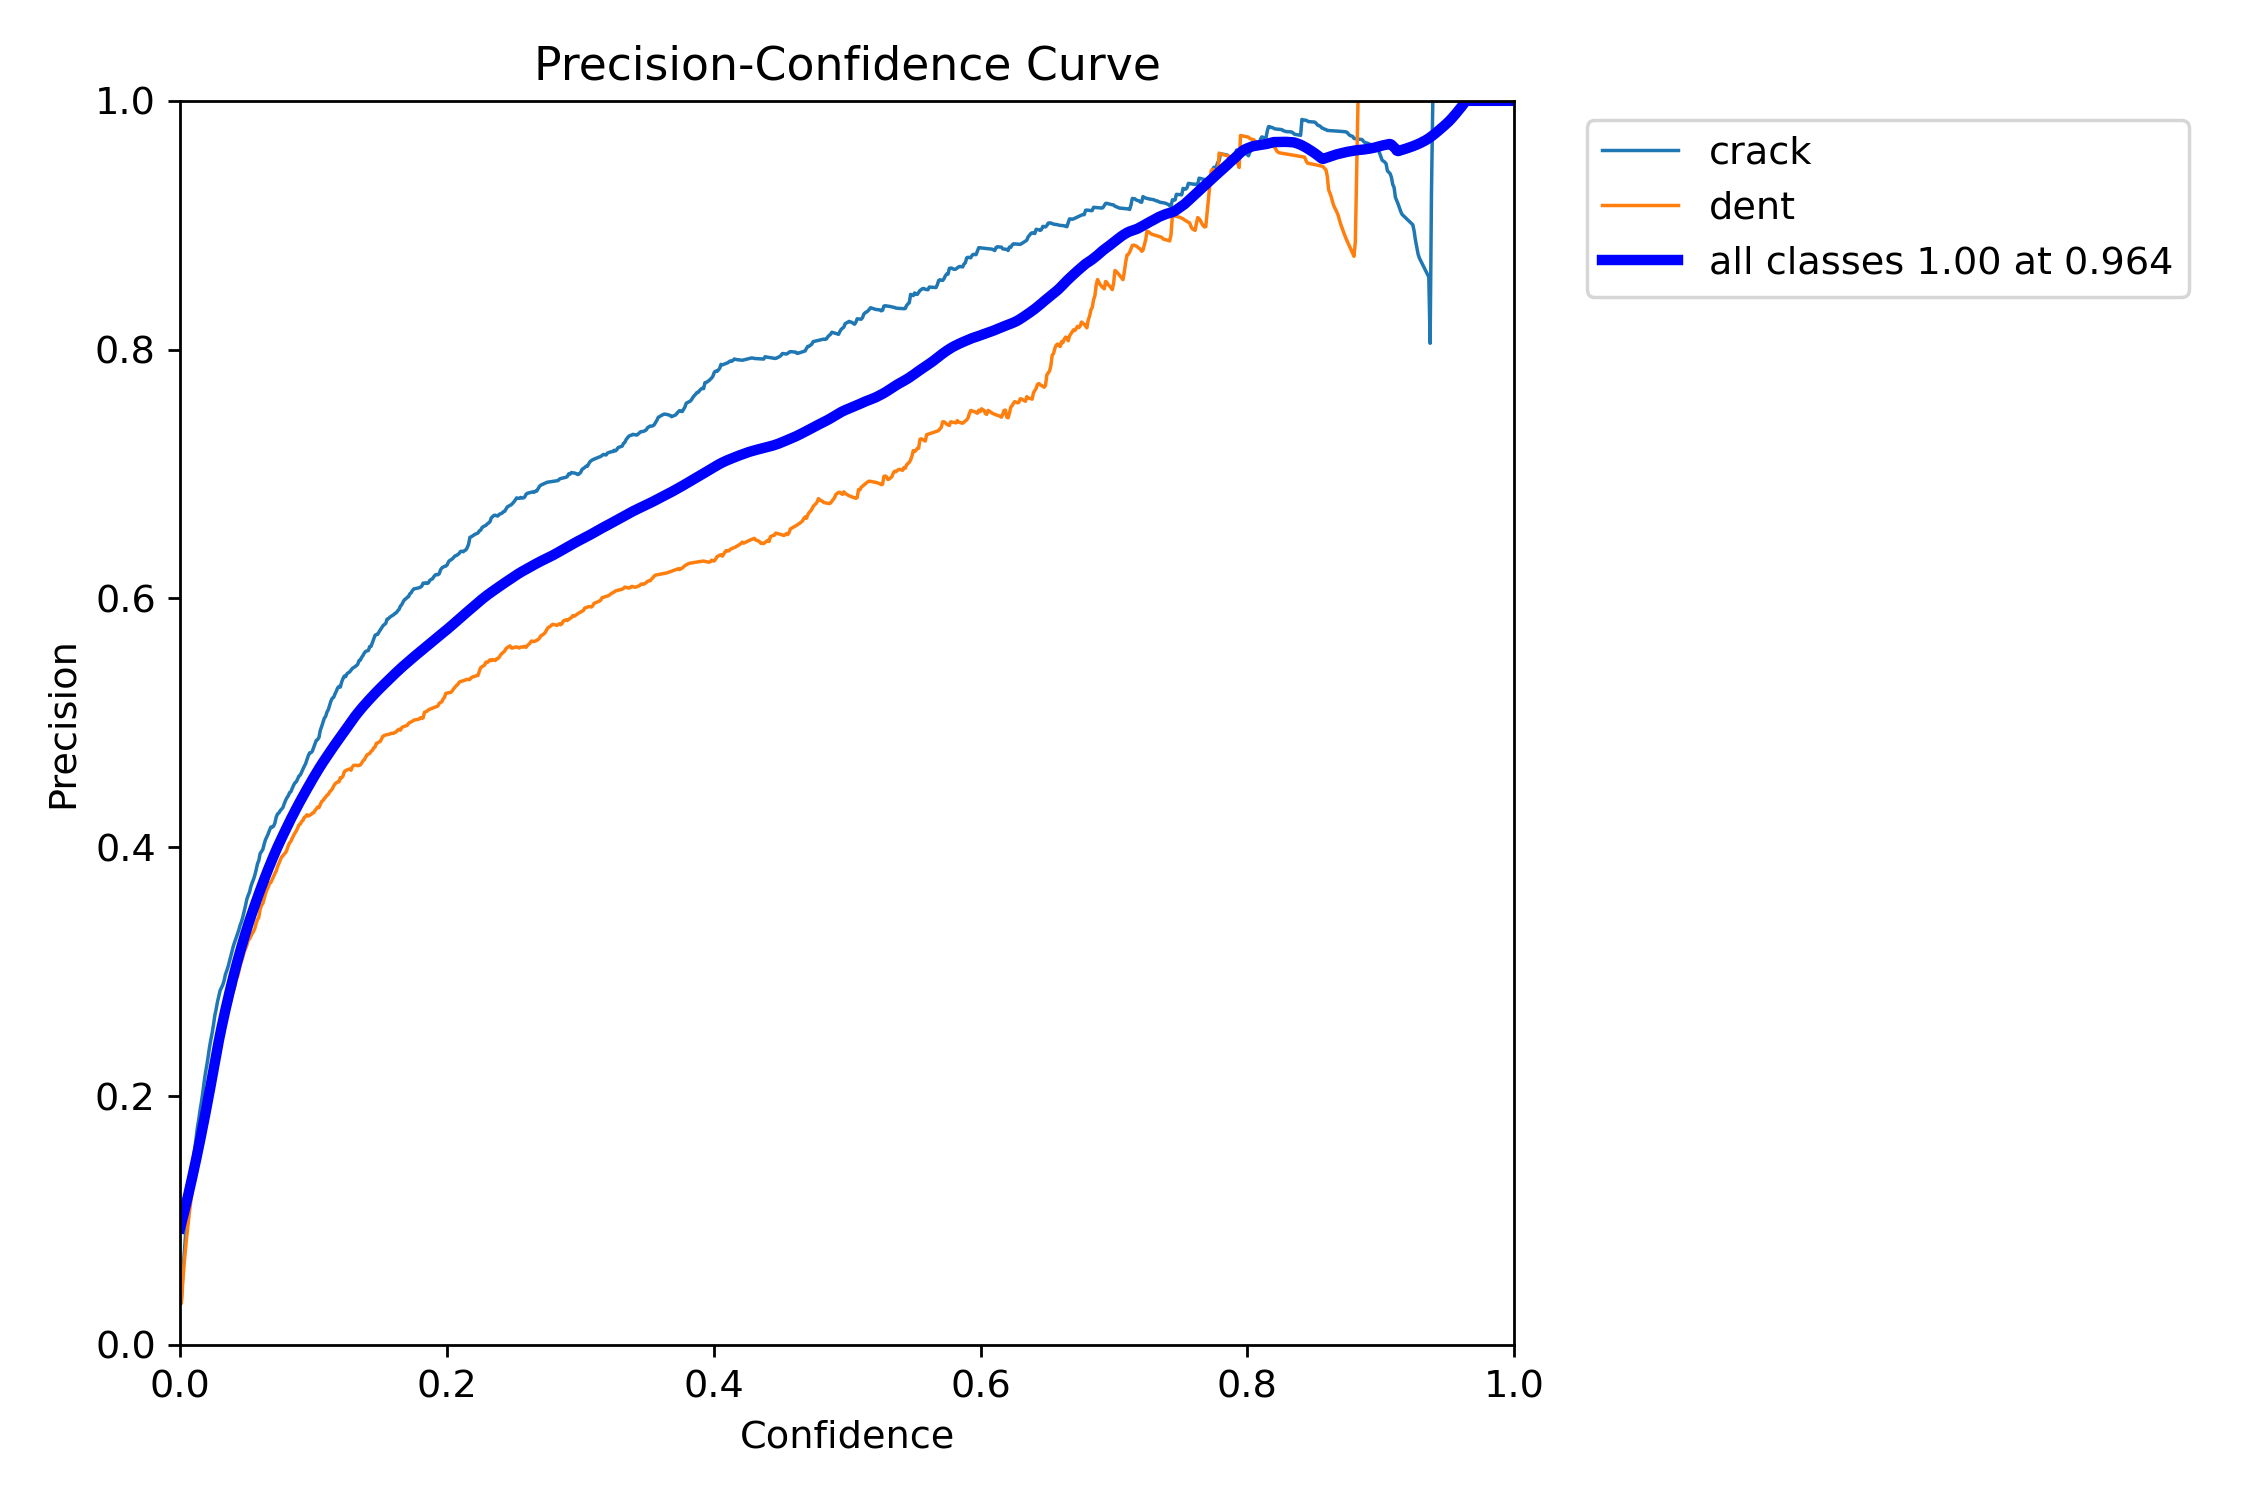 Precision-Confidence Curve
crack
dent
all classes 1.00 at 0.964
Precision
1.0
0.8
0.6
0.4
0.2
0.0
0.0 0.2 0.4 0.6 0.8 1.0
Confidence